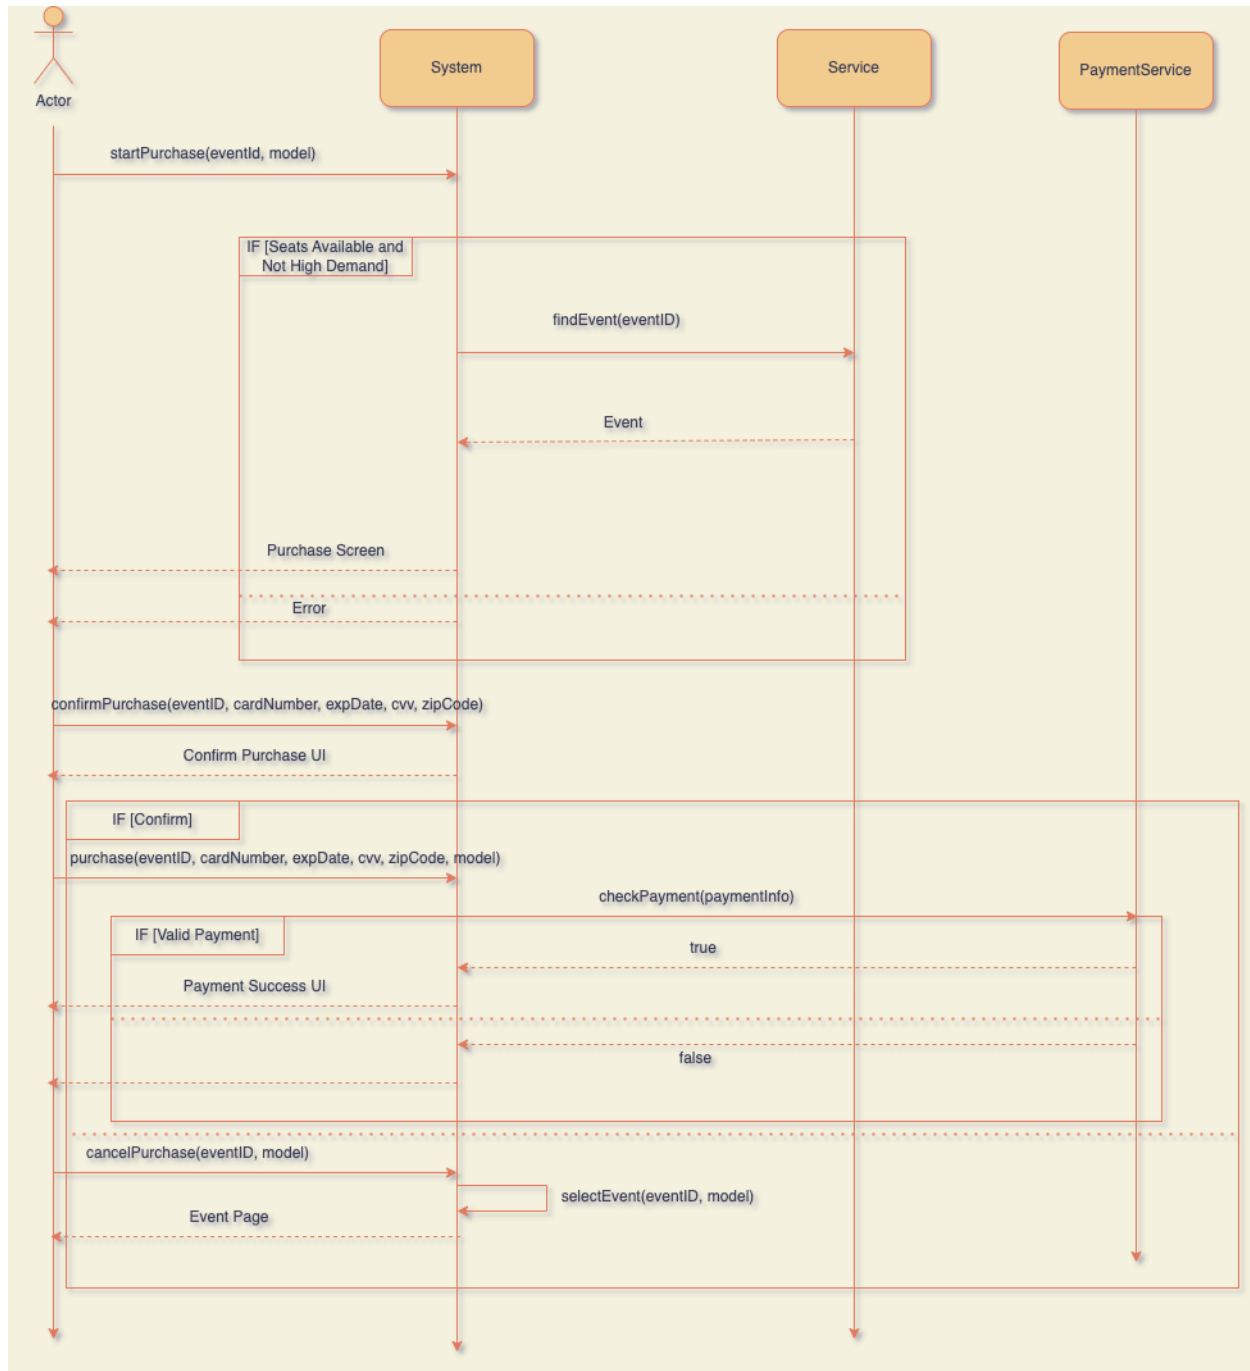 Actor
System
Service
PaymentService
startPurchase(eventId, model)
IF [Seats Available and
Not High Demand]
findEvent(eventID)
Event
Purchase Screen
Error
confirmPurchase(eventID, cardNumber, expDate, cvv, zipCode)
Confirm Purchase UI
IF [Confirm]
purchase(eventID, cardNumber, expDate, cvv, zipCode, model)
checkPayment(paymentInfo)
IF [Valid Payment]
true
Payment Success UI
false
cancelPurchase(eventID, model)
selectEvent(eventID, model)
Event Page